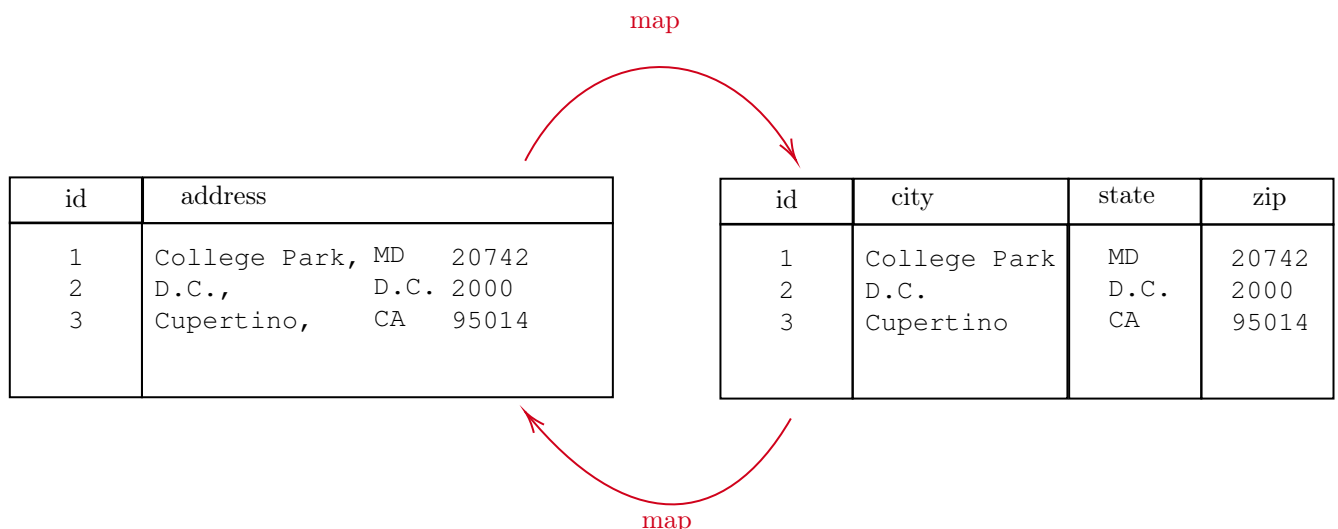 map
id address
1 College Park, MD 20742
2 D.C., D.C. 2000
3 Cupertino, CA 95014
id city state zip
1 College Park MD 20742
2 D.C. D.C. 2000
3 Cupertino CA 95014
map